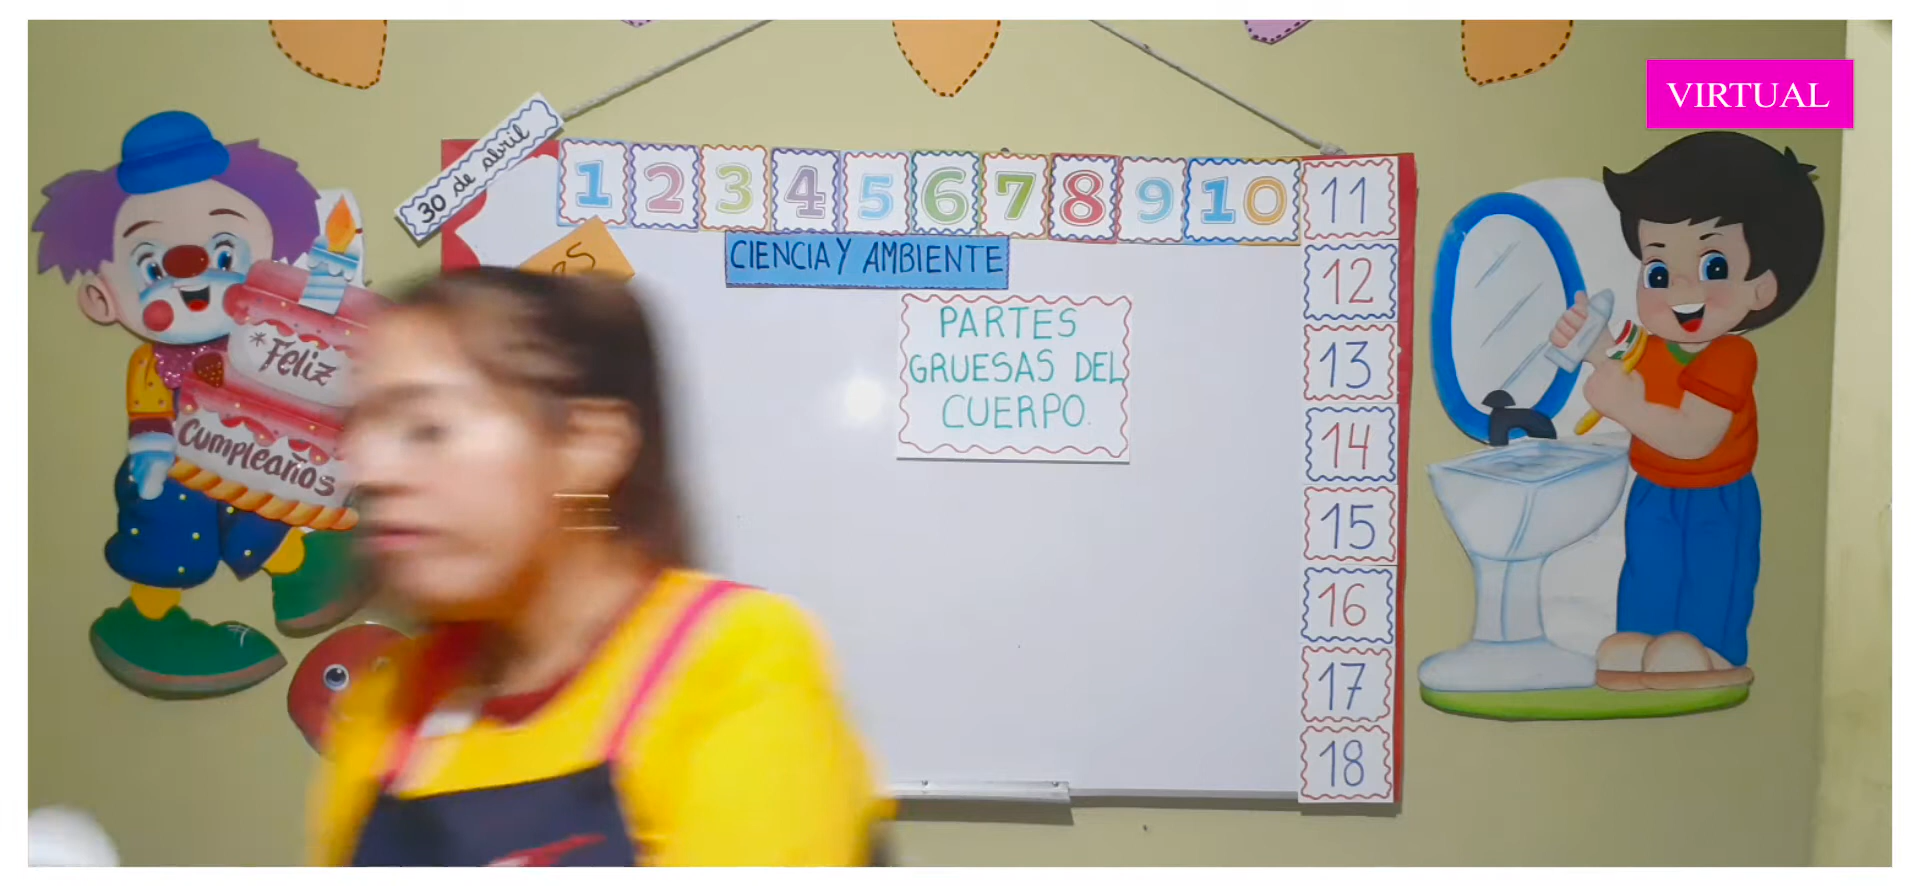 VIRTUAL
30 de abril
1 2 3 4 5 6 7 8 9 10 11
CIENCIA Y AMBIENTE
PARTES
GRUESAS DEL
CUERPO.
*Feliz
Cumpleaños
12
13
14
15
16
17
18